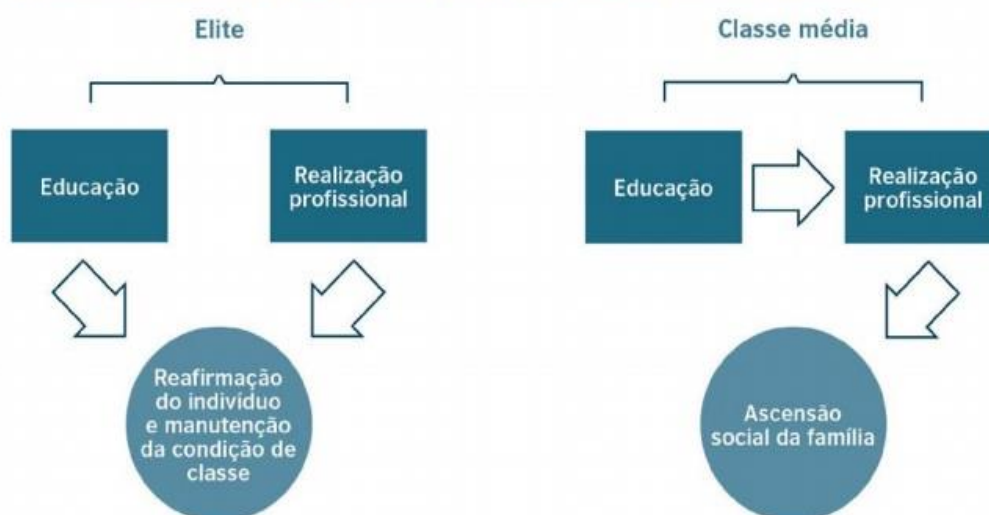 Elite
Educação
Realização
profissional
Reafirmação
do indivíduo
e manutenção
da condição de
classe
Classe média
Educação
Realização
profissional
Ascensão
social da família